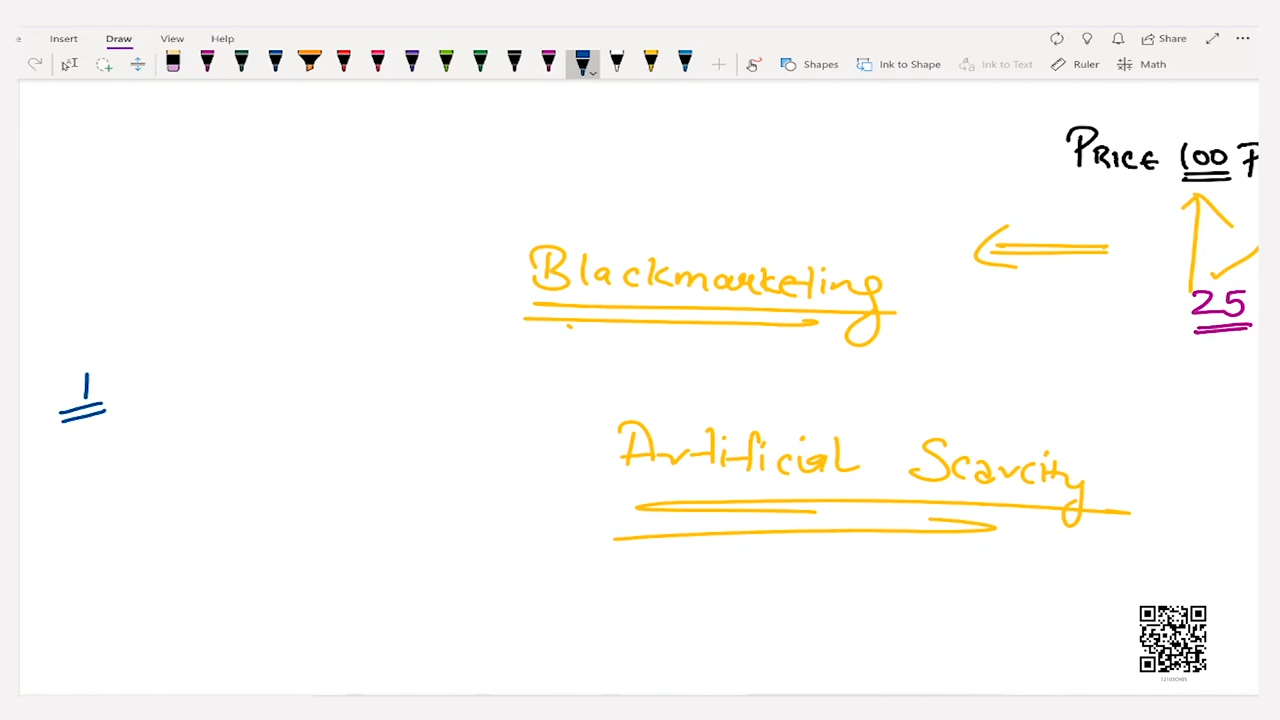 Insert Draw View Help Share
Shapes Ink to Shape Ink to Text Ruler Math
PRICE 100
Blackmarketing
25
1
Artificial Scarcity
12103CH05